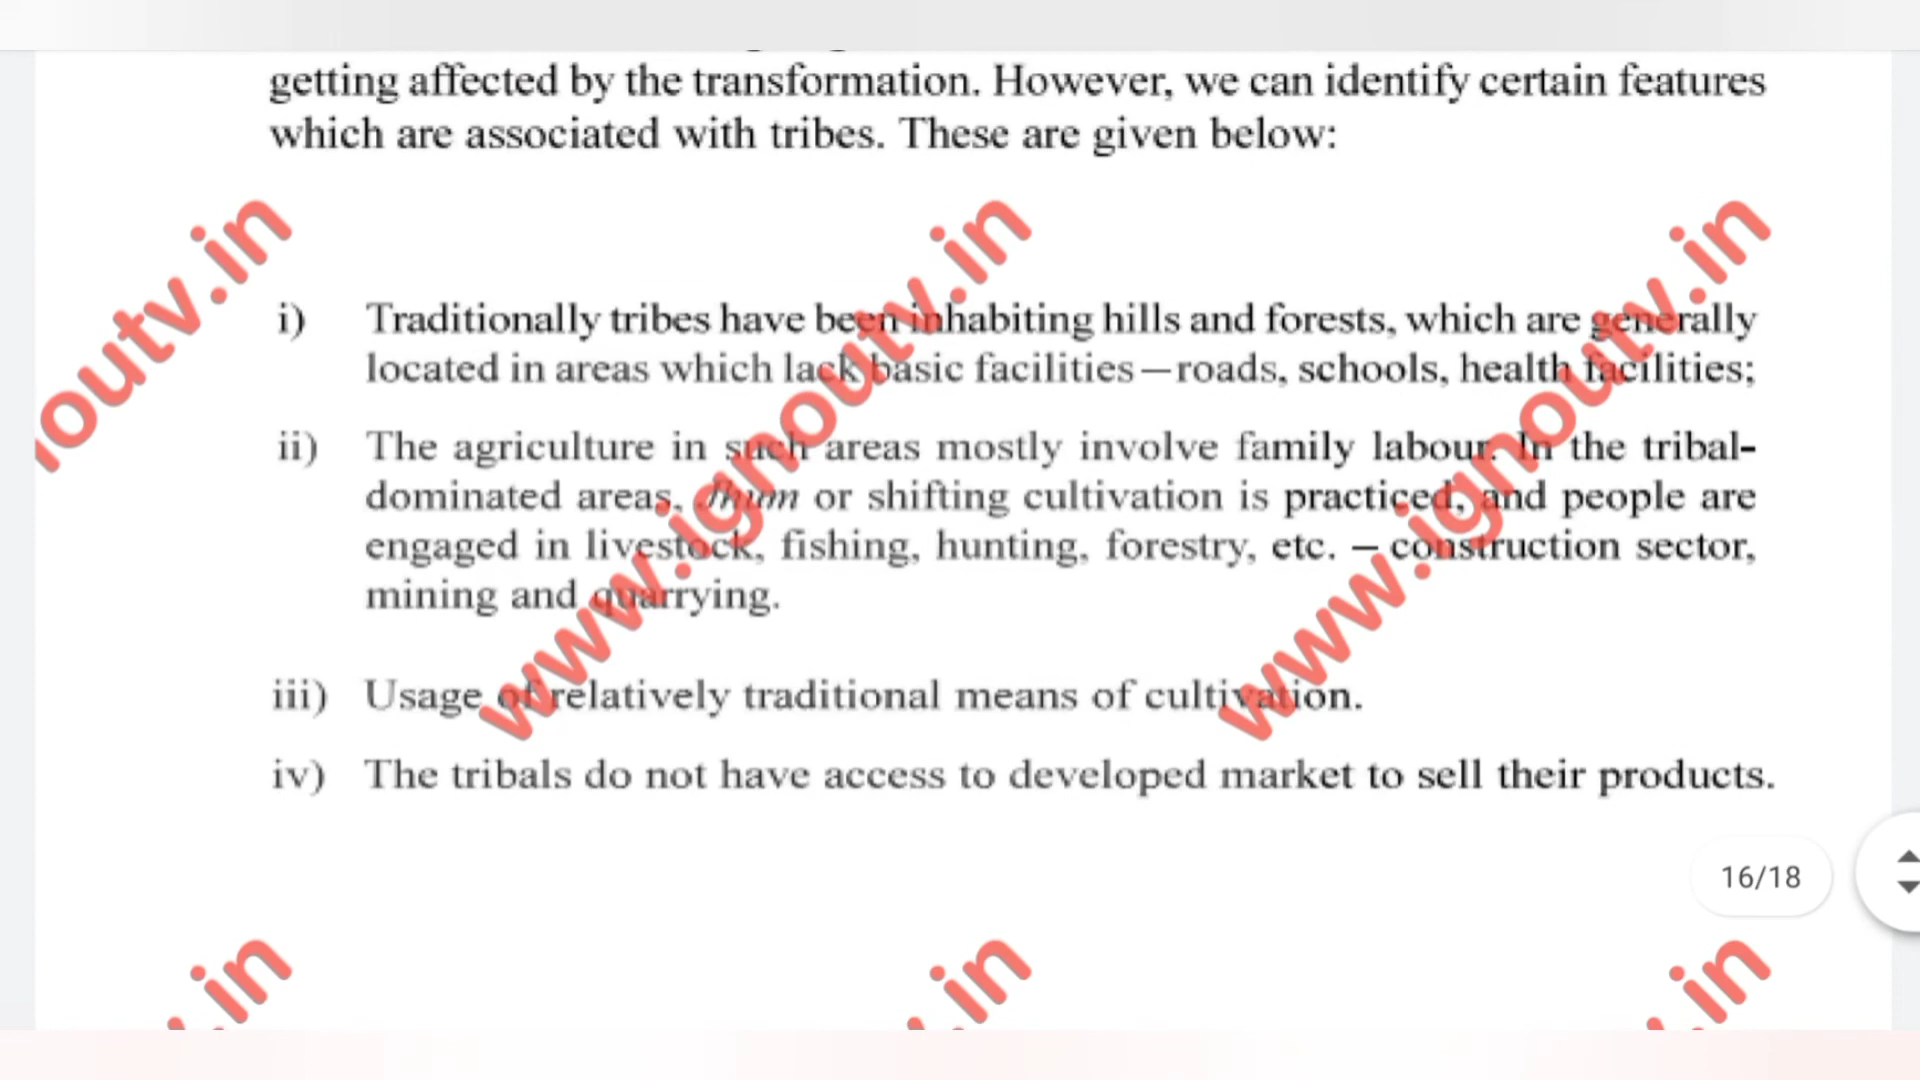 getting affected by the transformation. However, we can identify certain features
which are associated with tribes. These are given below:
i) Traditionally tribes have been inhabiting hills and forests, which are generally
located in areas which lack basic facilities—roads, schools, health facilities;
ii) The agriculture in such areas mostly involve family labour. In the tribal-
dominated areas, Jhum or shifting cultivation is practiced, and people are
engaged in livestock, fishing, hunting, forestry, etc. – construction sector,
mining and quarrying.
iii) Usage of relatively traditional means of cultivation.
iv) The tribals do not have access to developed market to sell their products.
16/18
outv.in
www.ignoutv.in
www.ignoutv.in
.in
.in
.in